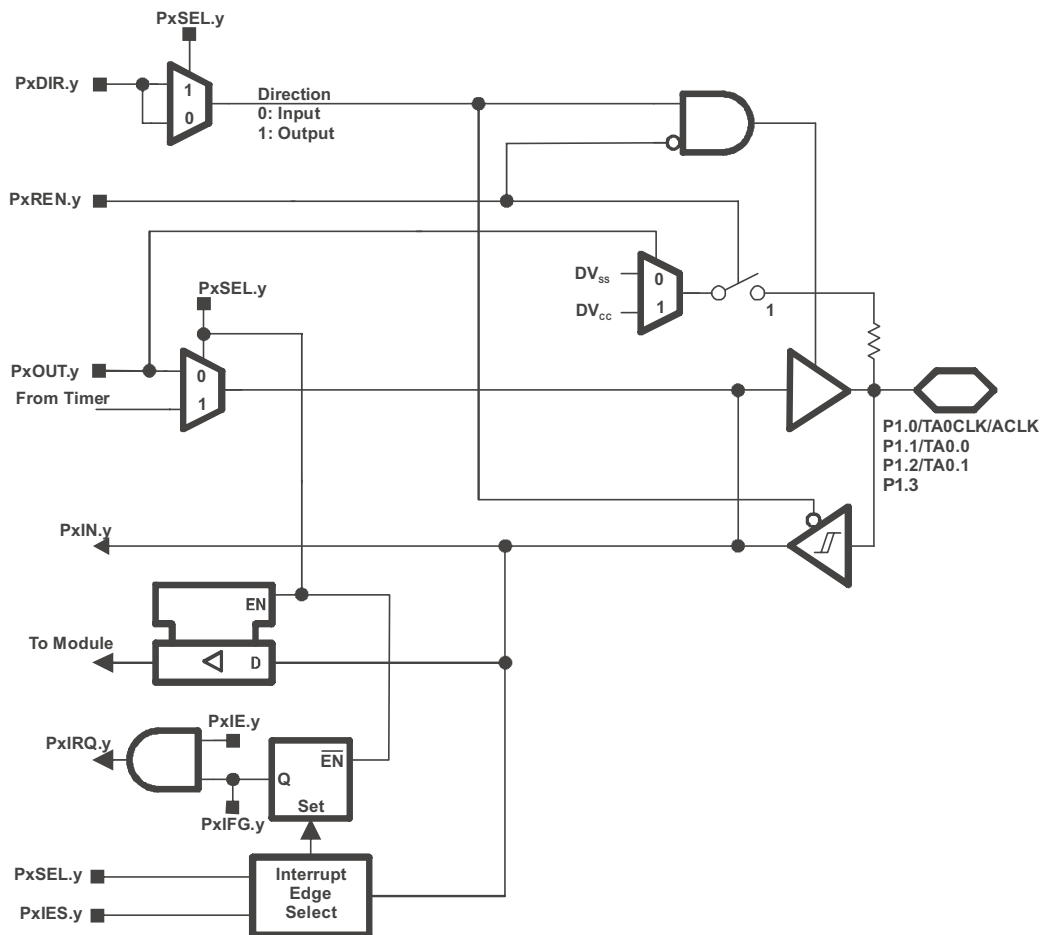 PxSEL.y
PxDIR.y
1
0
Direction
0: Input
1: Output
PxREN.y
DVSS
0
DVCC
1
1
PxSEL.y
PxOUT.y
0
From Timer
1
P1.0/TA0CLK/ACLK
P1.1/TA0.0
P1.2/TA0.1
P1.3
PxIN.y
EN
To Module
D
PxIE.y
PxIRQ.y
EN
Q
Set
PxIFG.y
PxSEL.y
PxIES.y
Interrupt
Edge
Select